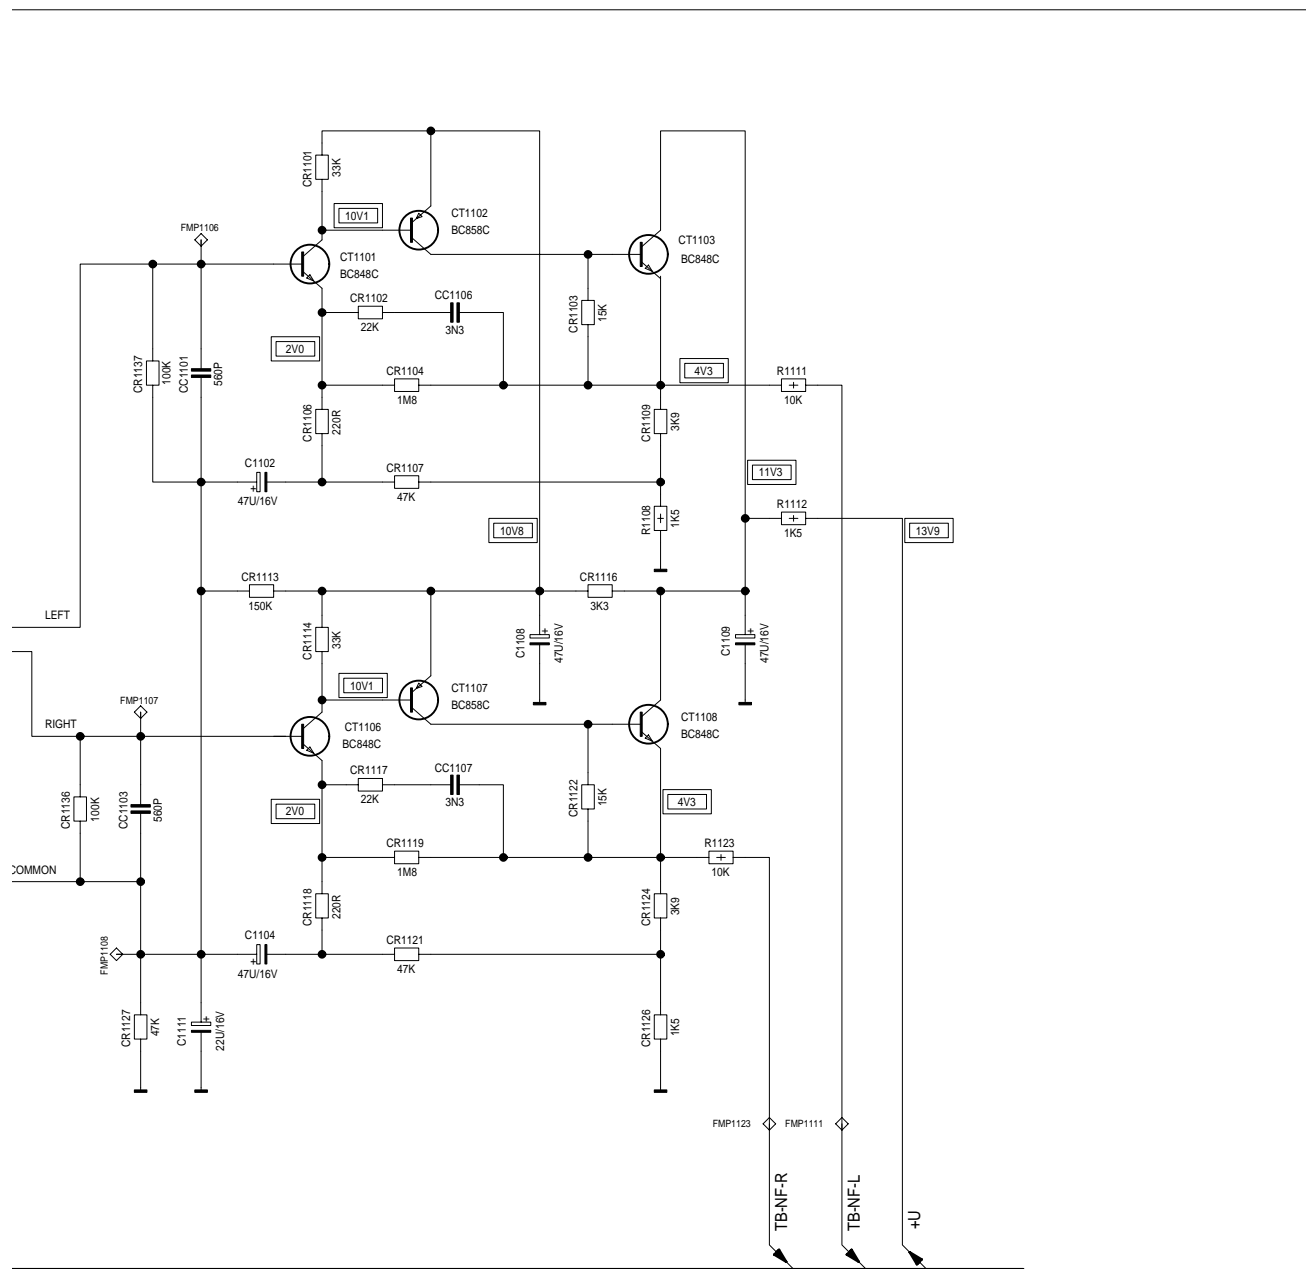 CR1101
33K
10V1
CT1102
BC858C
FMP1106
CT1101
BC848C
CT1103
BC848C
CR1102
22K
CC1106
3N3
CR1103
15K
2V0
CR1137
100K
CC1101
560P
CR1104
1M8
4V3
R1111
10K
CR1106
220R
CR1109
3K9
C1102
47U/16V
CR1107
47K
11V3
R1108
1K5
R1112
1K5
10V8
13V9
CR1113
150K
CR1116
3K3
LEFT
CR1114
33K
C1108
47U/16V
C1109
47U/16V
10V1
CT1107
BC858C
FMP1107
RIGHT
CT1106
BC848C
CT1108
BC848C
CR1117
22K
CC1107
3N3
CR1122
15K
2V0
4V3
CR1136
100K
CC1103
560P
CR1119
1M8
R1123
10K
COMMON
CR1118
220R
CR1124
3K9
FMP1108
C1104
47U/16V
CR1121
47K
CR1127
47K
C1111
22U/16V
CR1126
1K5
FMP1123
FMP1111
TB-NF-R
TB-NF-L
+U